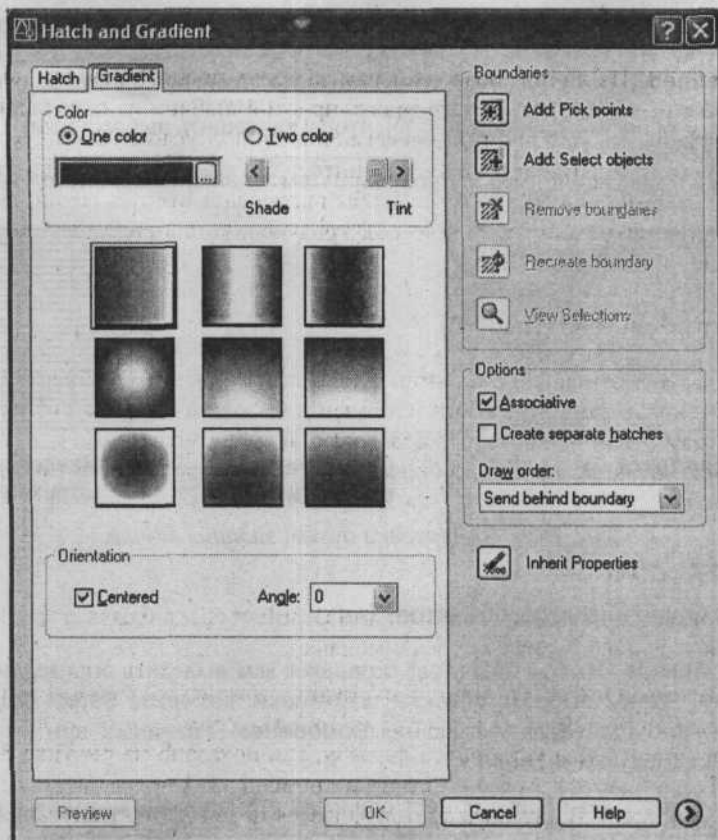 Hatch and Gradient
Hatch Gradient
Color
One color Two color
...
Shade Tint
Orientation
Centered Angle: 0
Boundaries
Add: Pick points
Add: Select objects
Remove boundaries
Recreate boundary
View Selections
Options
Associative
Create separate hatches
Draw order:
Send behind boundary
Inherit Properties
Preview OK Cancel Help